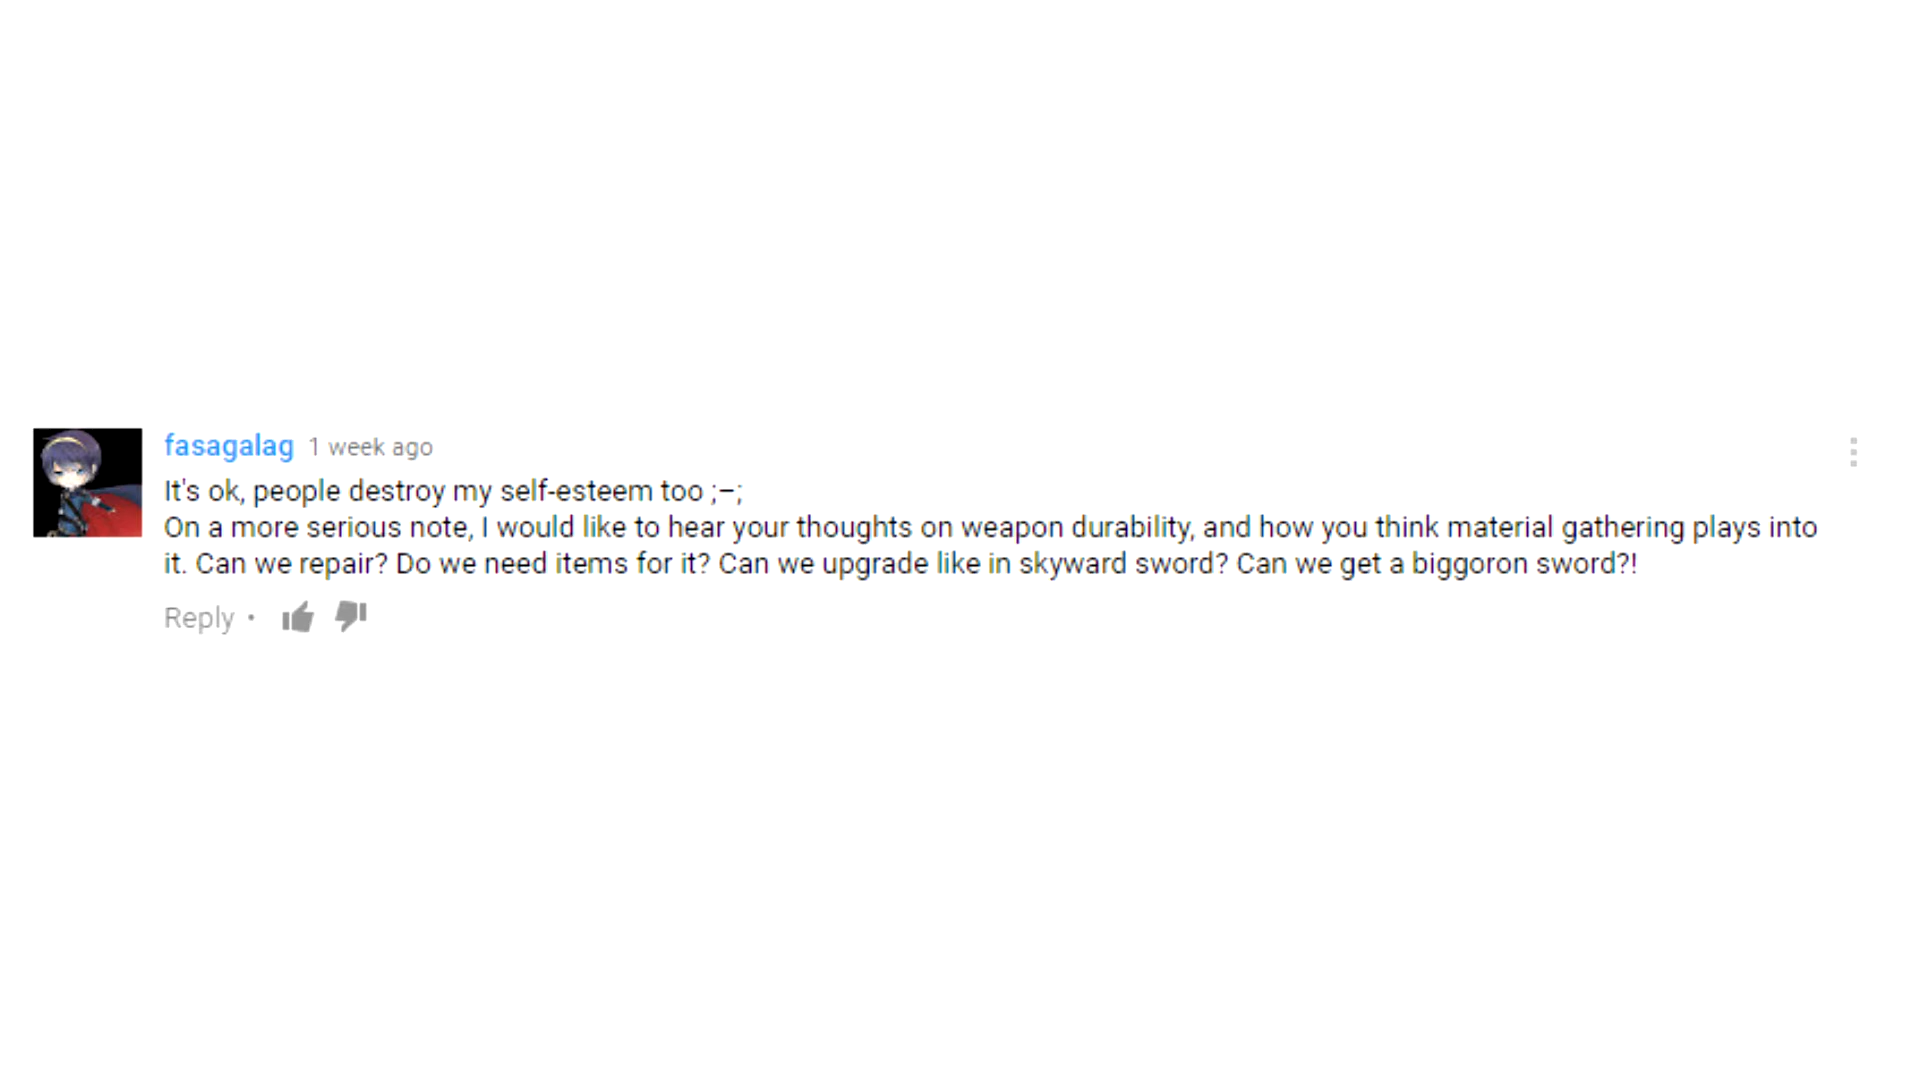 fasagalag 1 week ago
It's ok, people destroy my self-esteem too ;–;
On a more serious note, I would like to hear your thoughts on weapon durability, and how you think material gathering plays into
it. Can we repair? Do we need items for it? Can we upgrade like in skyward sword? Can we get a biggoron sword?!
Reply •